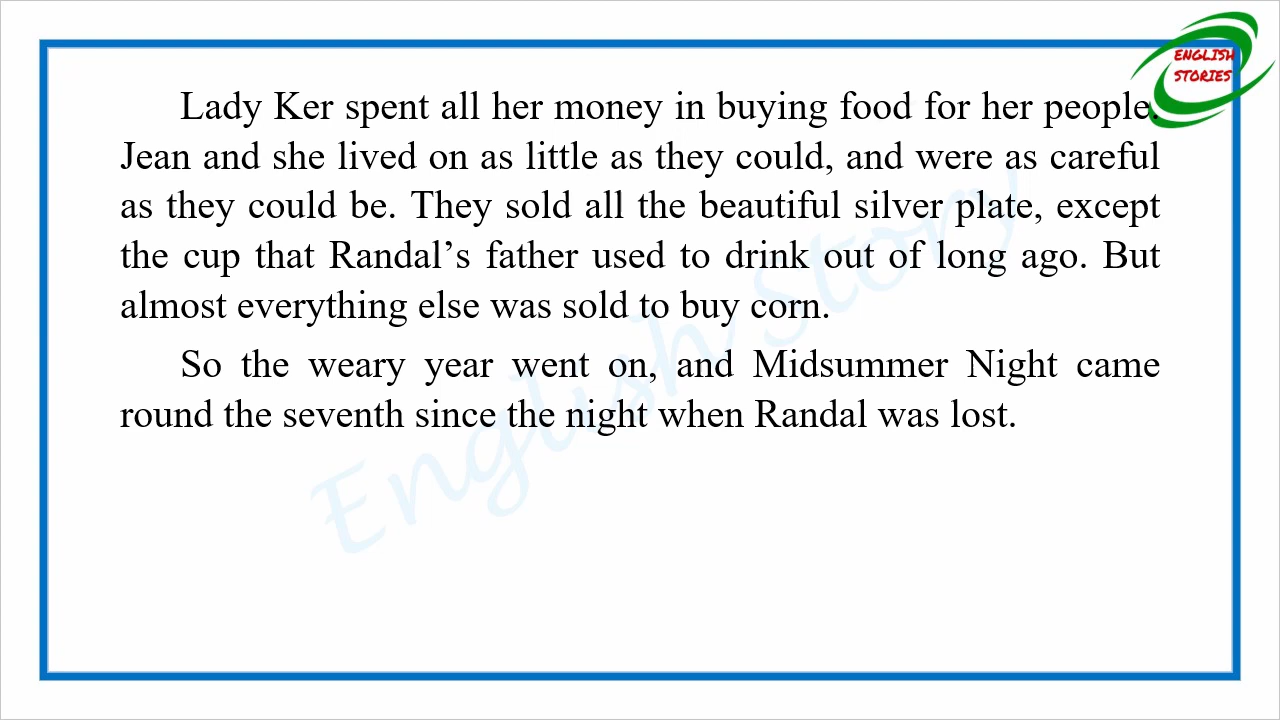 ENGLISH
STORIES
Lady Ker spent all her money in buying food for her people.
Jean and she lived on as little as they could, and were as careful
as they could be. They sold all the beautiful silver plate, except
the cup that Randal’s father used to drink out of long ago. But
almost everything else was sold to buy corn.
So the weary year went on, and Midsummer Night came
round the seventh since the night when Randal was lost.
English Story